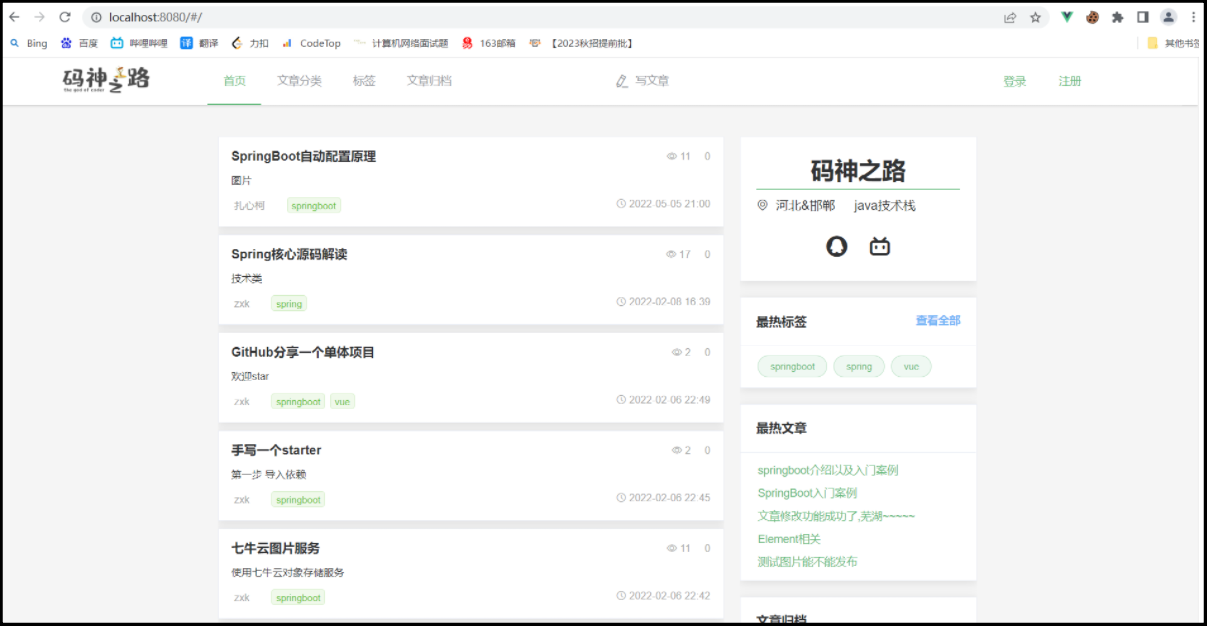 localhost:8080/#/
Bing 百度 哔哩哔哩 翻译 力扣 CodeTop 计算机网络面试题 163邮箱 【2023秋招提前批】 其他书签
码神之路
The god of coder
首页 文章分类 标签 文章归档 写文章 登录 注册
SpringBoot自动配置原理 11 0
图片
扎心柯 springboot 2022-05-05 21:00
Spring核心源码解读 17 0
技术类
zxk spring 2022-02-08 16:39
GitHub分享一个单体项目 2 0
欢迎star
zxk springboot vue 2022-02-06 22:49
手写一个starter 2 0
第一步 导入依赖
zxk springboot 2022-02-06 22:45
七牛云图片服务 11 0
使用七牛云对象存储服务
zxk springboot 2022-02-06 22:42
码神之路
河北&邯郸 java技术栈
最热标签 查看全部
springboot spring vue
最热文章
springboot介绍以及入门案例
SpringBoot入门案例
文章修改功能成功了,芜湖~~~~~
Element相关
测试图片能不能发布
文章归档